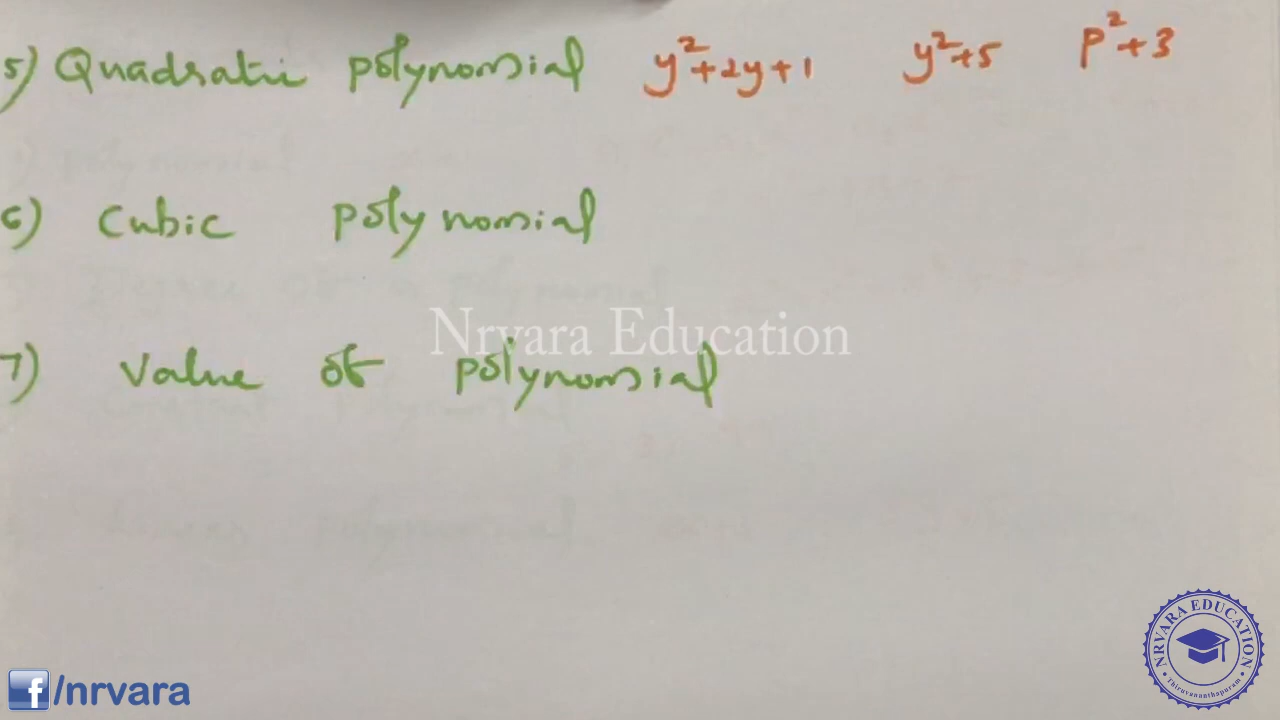 5) Quadratic polynomial y²+2y+1 y²+5 p²+3
6) Cubic polynomial
Nrvara Education
7) Value of polynomial
NRVARA EDUCATION
Thiruvananthapuram
f/nrvara